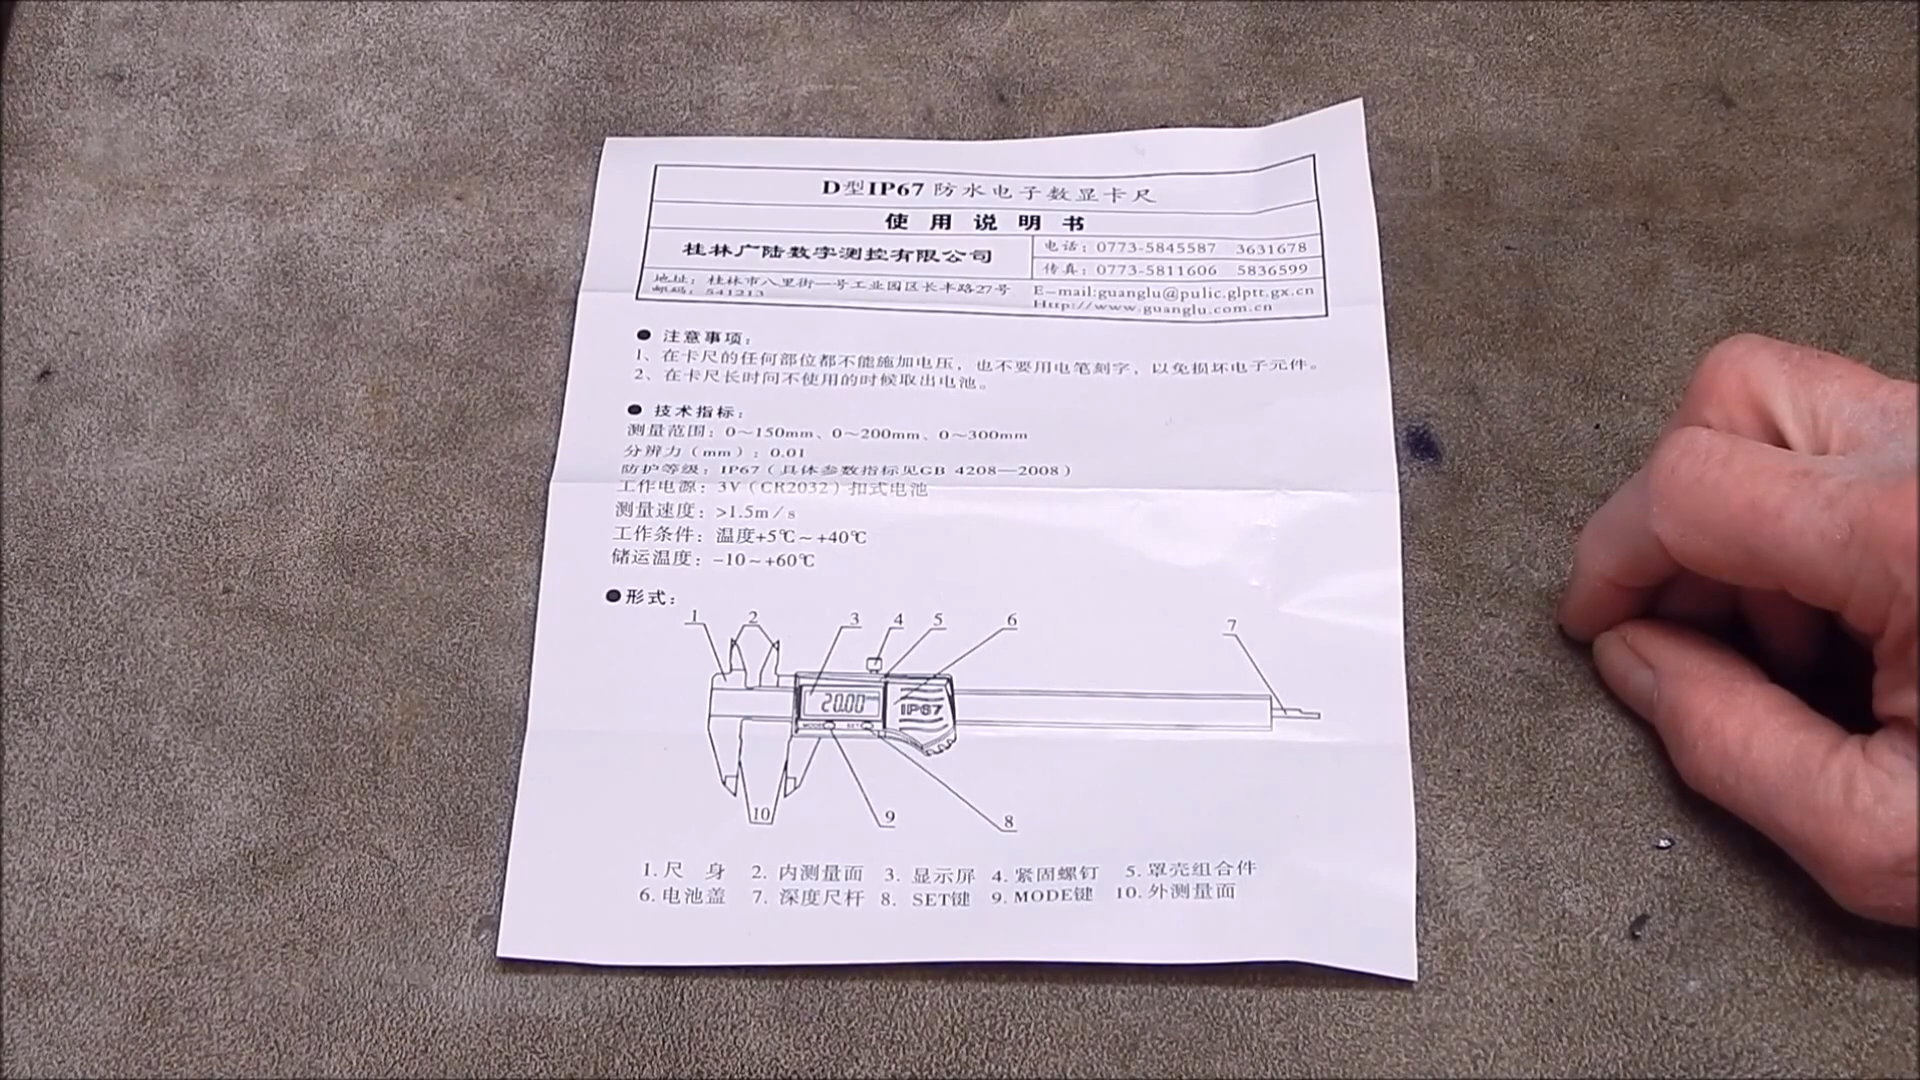 D型IP67 防水电子数显卡尺
使用说明书
桂林广陆数字测控有限公司
电话：0773-5845587 3631678
传真：0773-5811606 5836599
地址：桂林市八里街一号工业园区长丰路27号
邮码：541213
E-mail:guanglu@pulic.glptt.gx.cn
Http://www.guanglu.com.cn
● 注意事项：
1、在卡尺的任何部位都不能施加电压，也不要用电笔刻字，以免损坏电子元件。
2、在卡尺长时间不使用的时候取出电池。
● 技术指标：
测量范围：0～150mm、0～200mm、0～300mm
分辨力（mm）：0.01
防护等级：IP67（具体参数指标见GB 4208—2008）
工作电源：3V（CR2032）扣式电池
测量速度：>1.5m／s
工作条件：温度+5℃～+40℃
储运温度：-10～+60℃
●形式：
1 2 3 4 5 6 7
20.00 mm
IP67
MODE SET
10 9 8
1.尺 身 2. 内测量面 3. 显示屏 4. 紧固螺钉 5. 罩壳组合件
6. 电池盖 7. 深度尺杆 8. SET键 9. MODE键 10. 外测量面